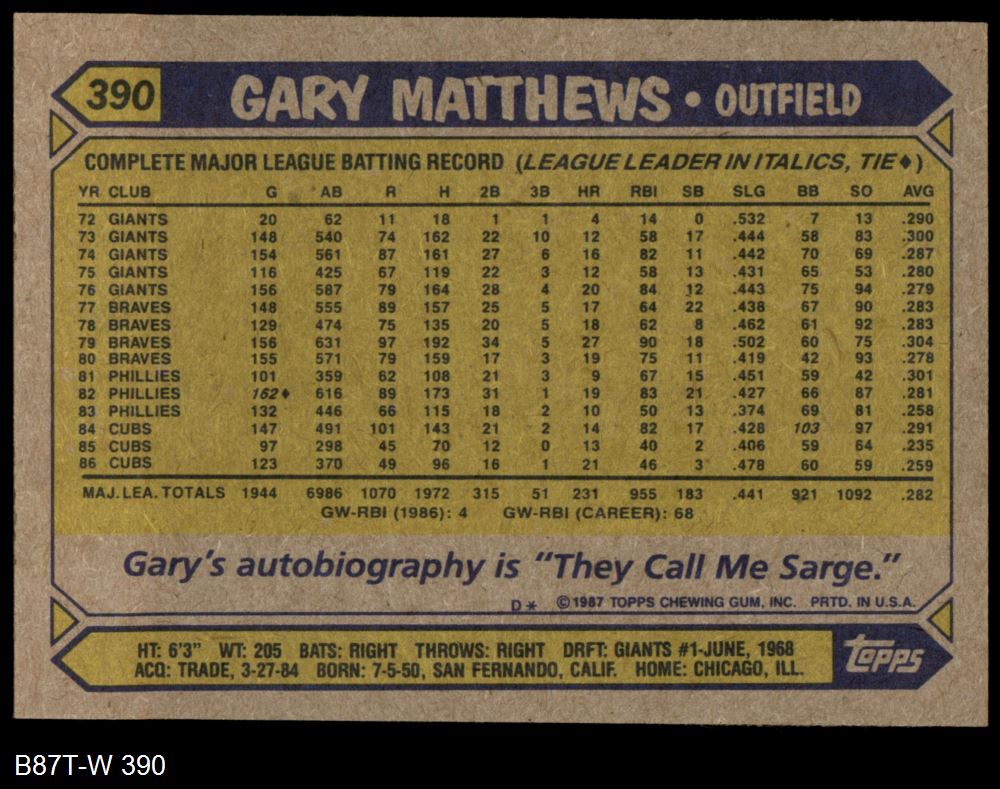 390 GARY MATTHEWS • OUTFIELD
COMPLETE MAJOR LEAGUE BATTING RECORD (LEAGUE LEADER IN ITALICS, TIE♦)
YR CLUB G AB R H 2B 3B HR RBI SB SLG BB SO AVG
72 GIANTS 20 62 11 18 1 1 4 14 0 .532 7 13 .290
73 GIANTS 148 540 74 162 22 10 12 58 17 .444 58 83 .300
74 GIANTS 154 561 87 161 27 6 16 82 11 .442 70 69 .287
75 GIANTS 116 425 67 119 22 3 12 58 13 .431 65 53 .280
76 GIANTS 156 587 79 164 28 4 20 84 12 .443 75 94 .279
77 BRAVES 148 555 89 157 25 5 17 64 22 .438 67 90 .283
78 BRAVES 129 474 75 135 20 5 18 62 8 .462 61 92 .283
79 BRAVES 156 631 97 192 34 5 27 90 18 .502 60 75 .304
80 BRAVES 155 571 79 159 17 3 19 75 11 .419 42 93 .278
81 PHILLIES 101 359 62 108 21 3 9 67 15 .451 59 42 .301
82 PHILLIES 162♦ 616 89 173 31 1 19 83 21 .427 66 87 .281
83 PHILLIES 132 446 66 115 18 2 10 50 13 .374 69 81 .258
84 CUBS 147 491 101 143 21 2 14 82 17 .428 103 97 .291
85 CUBS 97 298 45 70 12 0 13 40 2 .406 59 64 .235
86 CUBS 123 370 49 96 16 1 21 46 3 .478 60 59 .259
MAJ. LEA. TOTALS 1944 6986 1070 1972 315 51 231 955 183 .441 921 1092 .282
GW-RBI (1986): 4 GW-RBI (CAREER): 68
Gary's autobiography is "They Call Me Sarge."
D* ©1987 TOPPS CHEWING GUM, INC. PRTD. IN U.S.A.
HT: 6'3" WT: 205 BATS: RIGHT THROWS: RIGHT DRFT: GIANTS #1-JUNE, 1968
ACQ: TRADE, 3-27-84 BORN: 7-5-50, SAN FERNANDO, CALIF. HOME: CHICAGO, ILL.
topps
B87T-W 390